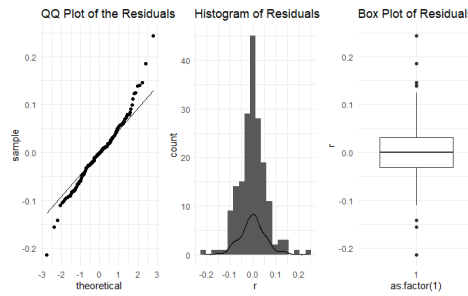 QQ Plot of the Residuals
0.2
0.1
0.0
-0.1
-0.2
sample
-3 -2 -1 0 1 2 3
theoretical
Histogram of Residuals
40
30
20
10
0
count
-0.2 -0.1 0.0 0.1 0.2
r
Box Plot of Residuals
0.2
0.1
0.0
-0.1
-0.2
r
1
as.factor(1)